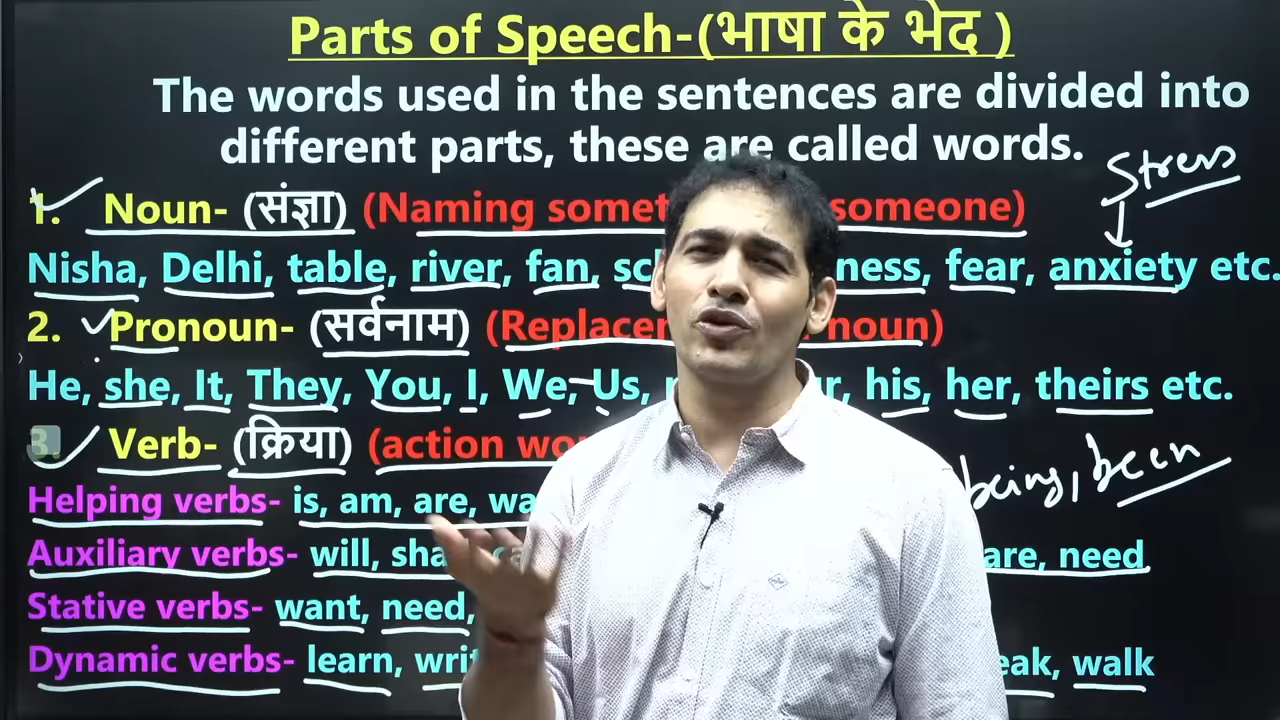 Parts of Speech-(भाषा के भेद )
The words used in the sentences are divided into
different parts, these are called words.
Stress
1. Noun- (संज्ञा) (Naming someone)
Nisha, Delhi, table, river, fan, fear, anxiety etc.
2. Pronoun- (सर्वनाम) noun)
He, she, It, They, You, I, We, Us, his, her, theirs etc.
3. Verb- (क्रिया) (action
being, been
Helping verbs- is, am, are,
Auxiliary verbs- will, need
Stative verbs- want, need,
Dynamic verbs- learn, walk